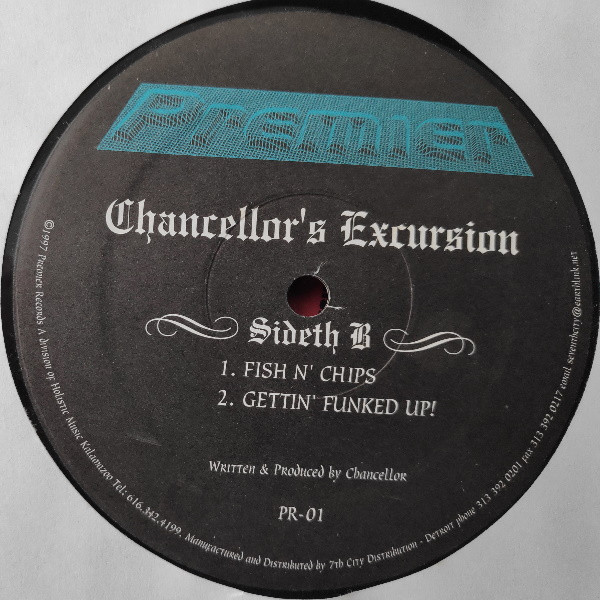 Premier
Chancellor's Excursion
Sideth B
1. FISH N' CHIPS
2. GETTIN' FUNKED UP!
Written & Produced by Chancellor
PR-01
©1997 Premier Records A division of Holistic Music Kalamazoo Tel: 616.342.4199. Manufactured and Distributed by 7th City Distribution - Detroit phone 313 392 0201 fax 313 392 0217 email seventhcity@earthlink.net